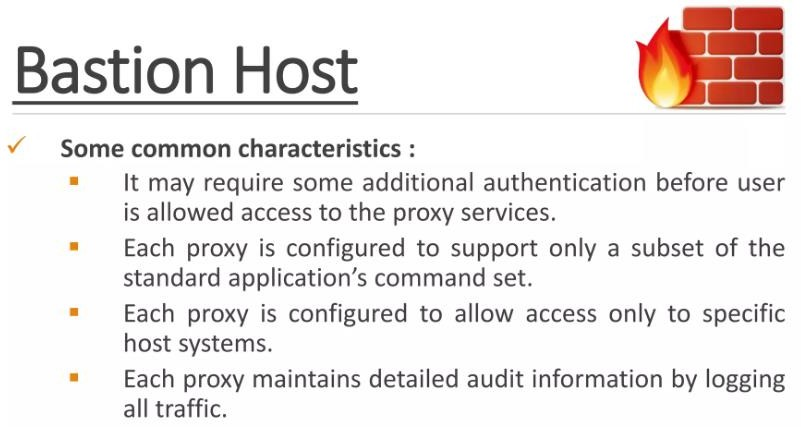 Bastion Host
✓ Some common characteristics :
▪ It may require some additional authentication before user
is allowed access to the proxy services.
▪ Each proxy is configured to support only a subset of the
standard application's command set.
▪ Each proxy is configured to allow access only to specific
host systems.
▪ Each proxy maintains detailed audit information by logging
all traffic.